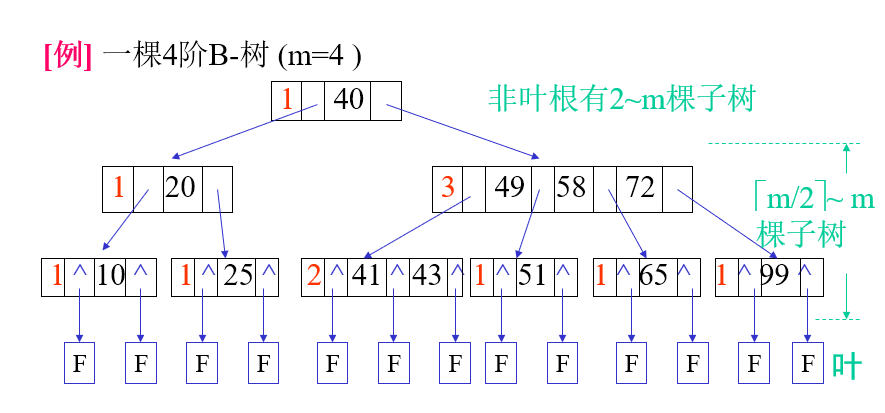 [例] 一棵4阶B-树 (m=4 )
1 40
非叶根有2~m棵子树
1 20
3 49 58 72
⌈m/2⌉~ m
棵子树
1 ^ 10 ^
1 ^ 25 ^
2 ^ 41 ^ 43 ^
1 ^ 51 ^
1 ^ 65 ^
1 ^ 99 ^
F F F F F F F F F F F F F 叶